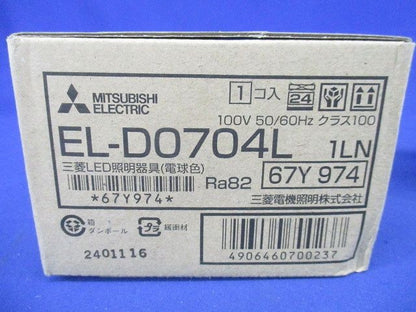 MITSUBISHI
ELECTRIC
1コ入
24
100V 50/60Hz クラス100
EL-D0704L 1LN
三菱LED照明器具(電球色)
Ra82
67Y 974
*67Y974*
三菱電機照明株式会社
箱
ダンボール
プラ
緩衝材
2401116
4906460700237